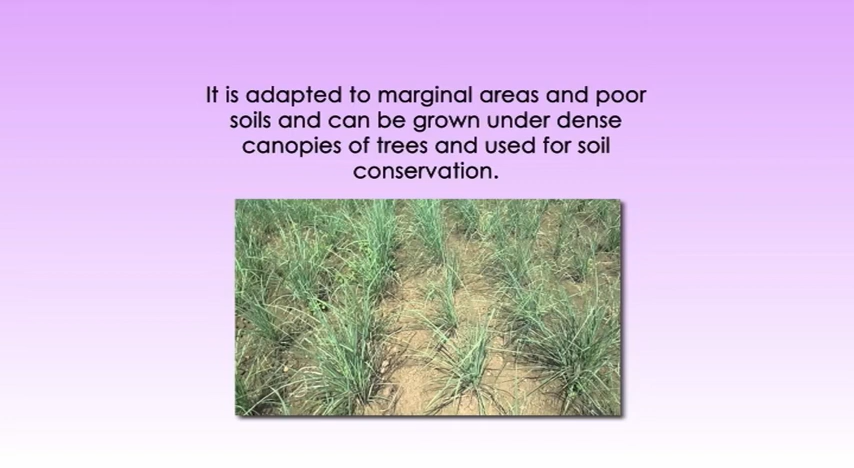 It is adapted to marginal areas and poor
soils and can be grown under dense
canopies of trees and used for soil
conservation.